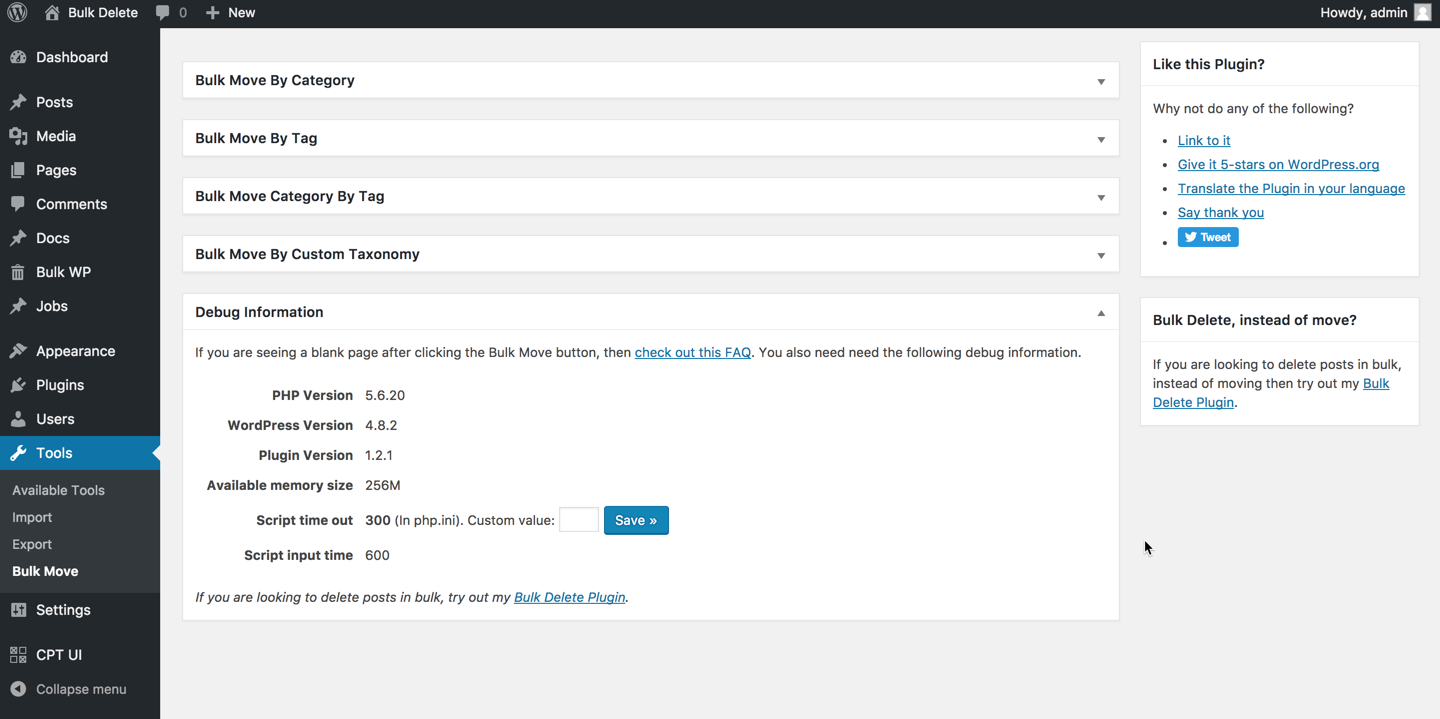 Bulk Delete 0 New Howdy, admin
Dashboard
Posts
Media
Pages
Comments
Docs
Bulk WP
Jobs
Appearance
Plugins
Users
Tools
Available Tools
Import
Export
Bulk Move
Settings
CPT UI
Collapse menu
Bulk Move By Category
Bulk Move By Tag
Bulk Move Category By Tag
Bulk Move By Custom Taxonomy
Debug Information
If you are seeing a blank page after clicking the Bulk Move button, then check out this FAQ. You also need need the following debug information.
PHP Version 5.6.20
WordPress Version 4.8.2
Plugin Version 1.2.1
Available memory size 256M
Script time out 300 (In php.ini). Custom value: Save »
Script input time 600
If you are looking to delete posts in bulk, try out my Bulk Delete Plugin.
Like this Plugin?
Why not do any of the following?
• Link to it
• Give it 5-stars on WordPress.org
• Translate the Plugin in your language
• Say thank you
• Tweet
Bulk Delete, instead of move?
If you are looking to delete posts in bulk,
instead of moving then try out my Bulk
Delete Plugin.